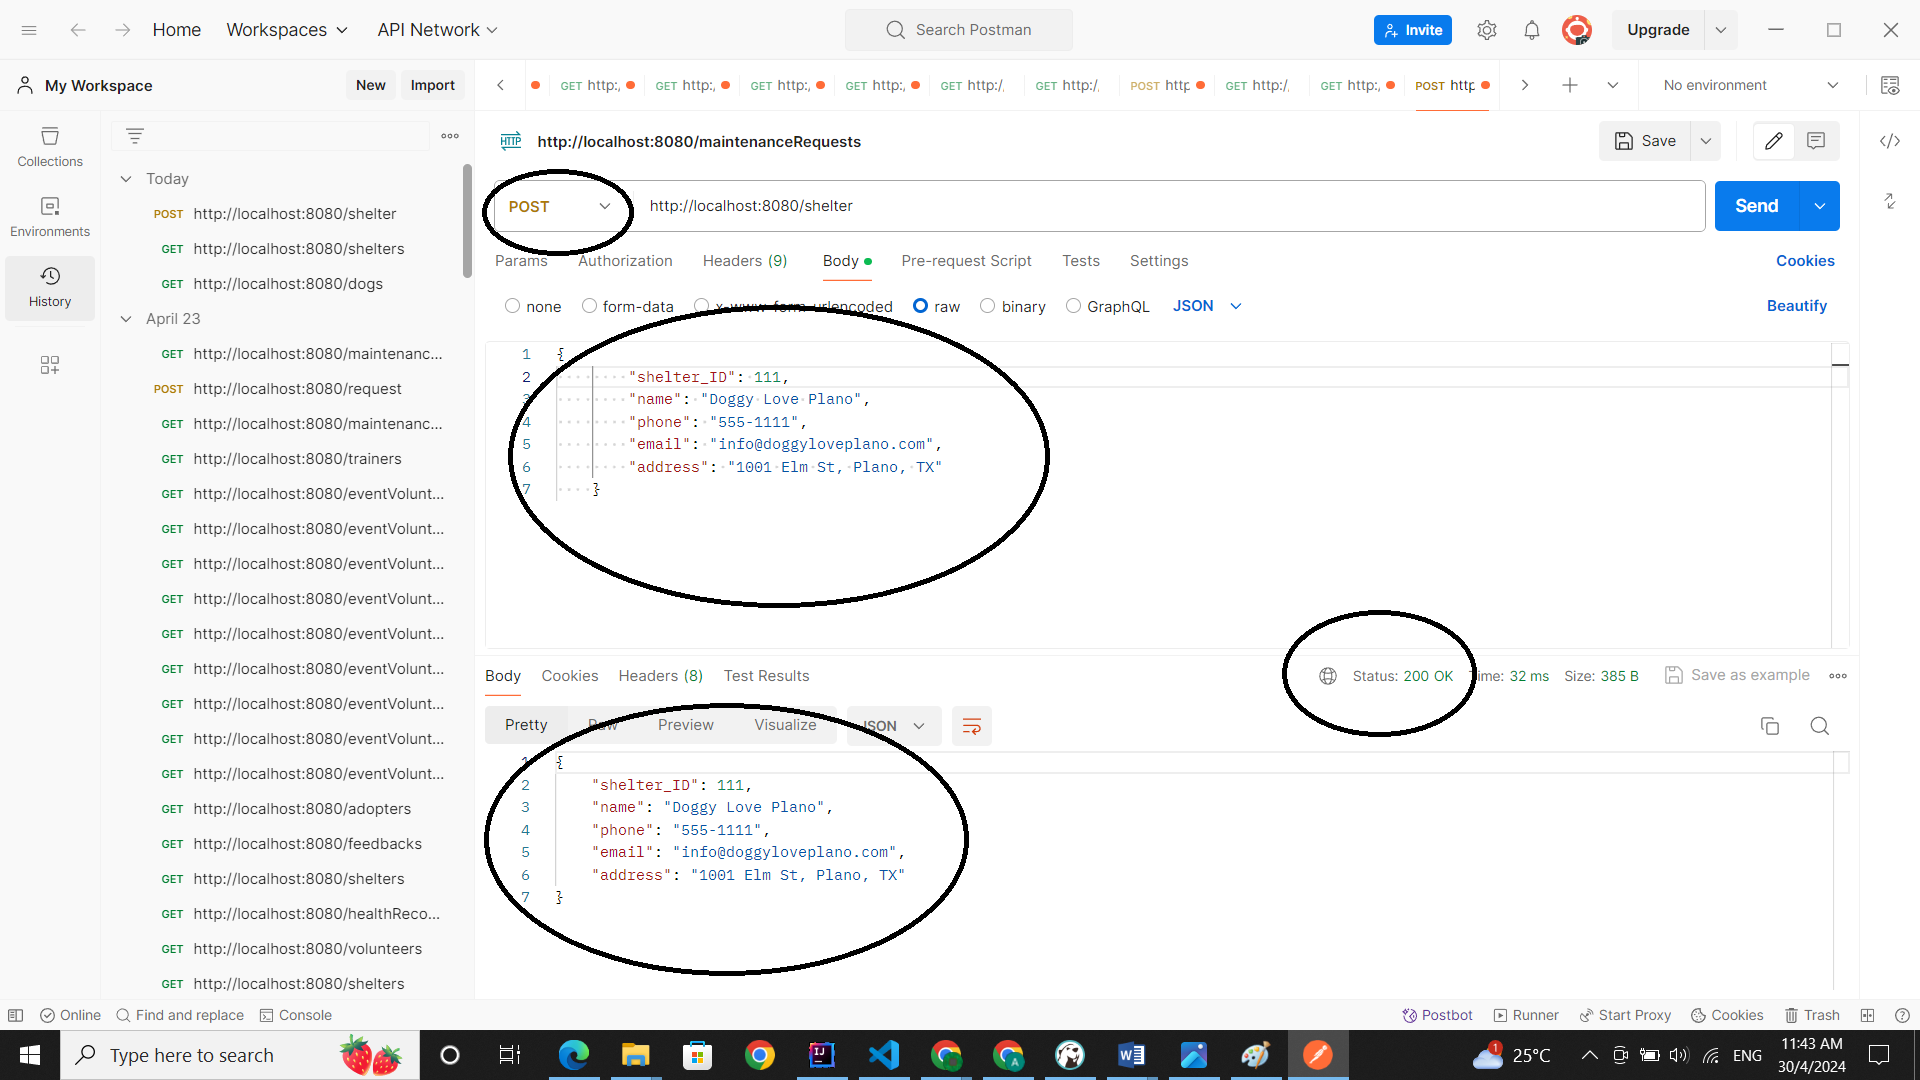 Home
Workspaces
API Network
Search Postman
Invite
Upgrade
My Workspace
New
Import
GET http:,
GET http:,
GET http:,
GET http:,
GET http:/,
GET http:/,
POST http
GET http:/,
GET http:,
POST http
No environment
Collections
Environments
History
Today
POST http://localhost:8080/shelter
GET http://localhost:8080/shelters
GET http://localhost:8080/dogs
April 23
GET http://localhost:8080/maintenanc...
POST http://localhost:8080/request
GET http://localhost:8080/maintenanc...
GET http://localhost:8080/trainers
GET http://localhost:8080/eventVolunt...
GET http://localhost:8080/eventVolunt...
GET http://localhost:8080/eventVolunt...
GET http://localhost:8080/eventVolunt...
GET http://localhost:8080/eventVolunt...
GET http://localhost:8080/eventVolunt...
GET http://localhost:8080/eventVolunt...
GET http://localhost:8080/eventVolunt...
GET http://localhost:8080/eventVolunt...
GET http://localhost:8080/adopters
GET http://localhost:8080/feedbacks
GET http://localhost:8080/shelters
GET http://localhost:8080/healthReco...
GET http://localhost:8080/volunteers
GET http://localhost:8080/shelters
HTTP http://localhost:8080/maintenanceRequests
Save
POST http://localhost:8080/shelter
Send
Params Authorization Headers (9) Body Pre-request Script Tests Settings
Cookies
none form-data x-www-form-urlencoded raw binary GraphQL JSON
Beautify
1 {
2 "shelter_ID": 111,
3 "name": "Doggy Love Plano",
4 "phone": "555-1111",
5 "email": "info@doggyloveplano.com",
6 "address": "1001 Elm St, Plano, TX"
7 }
Body Cookies Headers (8) Test Results
Status: 200 OK Time: 32 ms Size: 385 B
Save as example
Pretty Raw Preview Visualize JSON
1 {
2 "shelter_ID": 111,
3 "name": "Doggy Love Plano",
4 "phone": "555-1111",
5 "email": "info@doggyloveplano.com",
6 "address": "1001 Elm St, Plano, TX"
7 }
Online
Find and replace
Console
Postbot
Runner
Start Proxy
Cookies
Trash
Type here to search
IJ
A
W
1
25°C
ENG
11:43 AM
30/4/2024